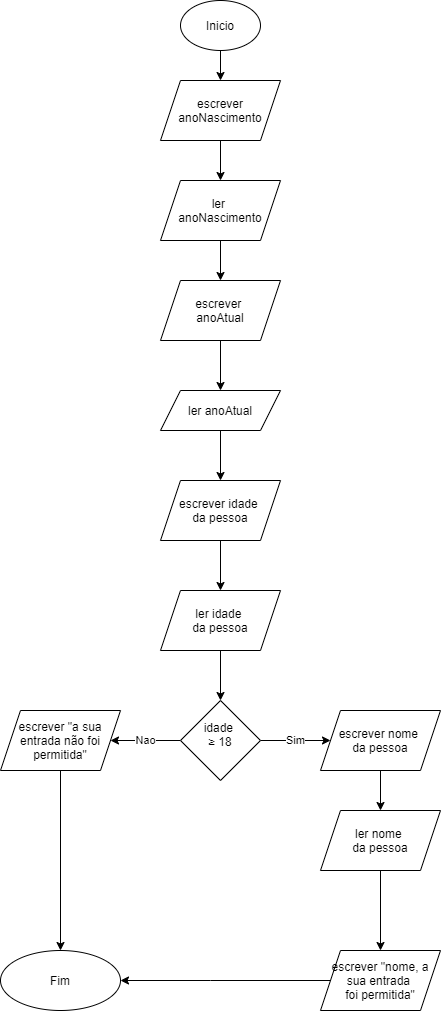 Inicio
escrever
anoNascimento
ler
anoNascimento
escrever
anoAtual
ler anoAtual
escrever idade
da pessoa
ler idade
da pessoa
idade
≥ 18
Nao
Sim
escrever "a sua
entrada não foi
permitida"
escrever nome
da pessoa
ler nome
da pessoa
escrever "nome, a
sua entrada
foi permitida"
Fim